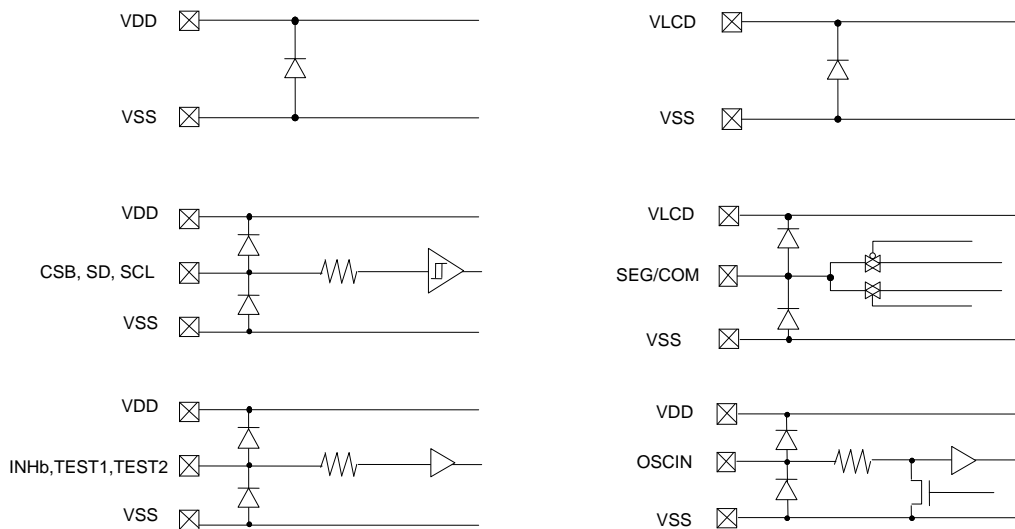 VDD
VSS
VLCD
VSS
VDD
CSB, SD, SCL
VSS
VLCD
SEG/COM
VSS
VDD
INHb,TEST1,TEST2
VSS
VDD
OSCIN
VSS